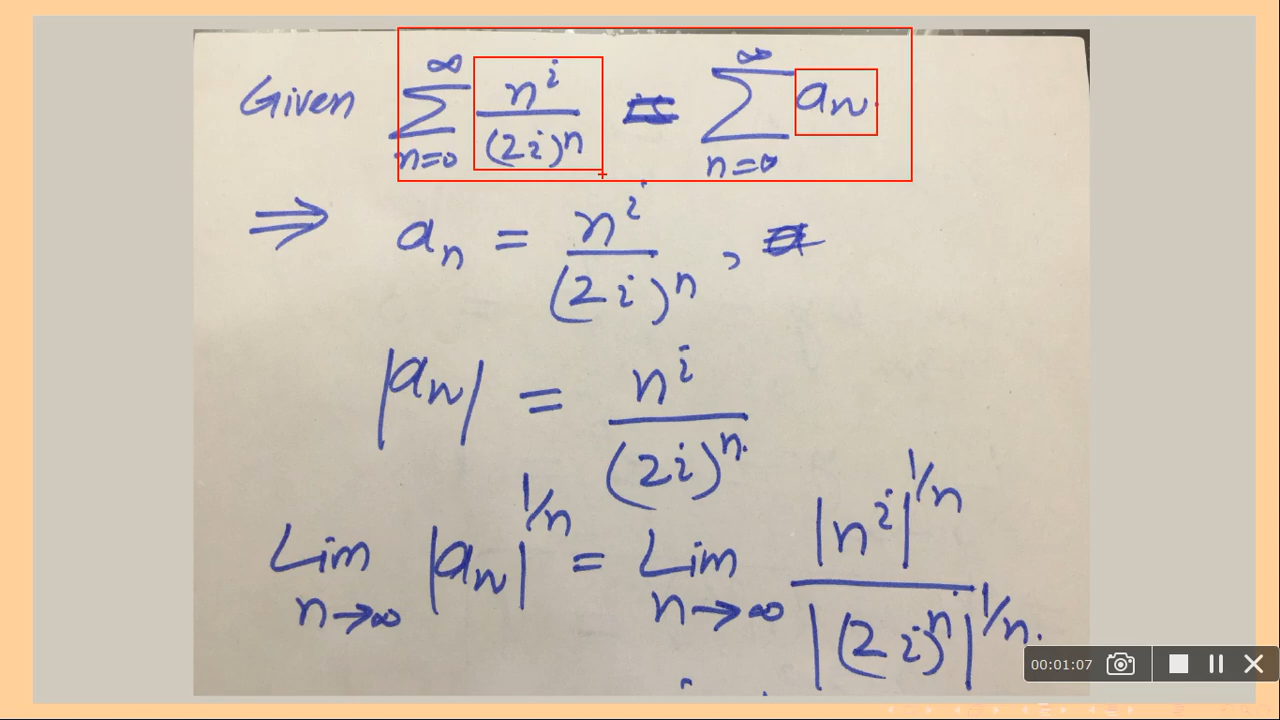 Given ∑_{n=0}^{∞} n^i / (2i)^n = ∑_{n=0}^{∞} a_n.
⇒ a_n = n^i / (2i)^n ,
|a_n| = n^i / (2i)^n.
Lim_{n→∞} |a_n|^{1/n} = Lim_{n→∞} |n^i|^{1/n} / |(2i)^n|^{1/n}.
00:01:07